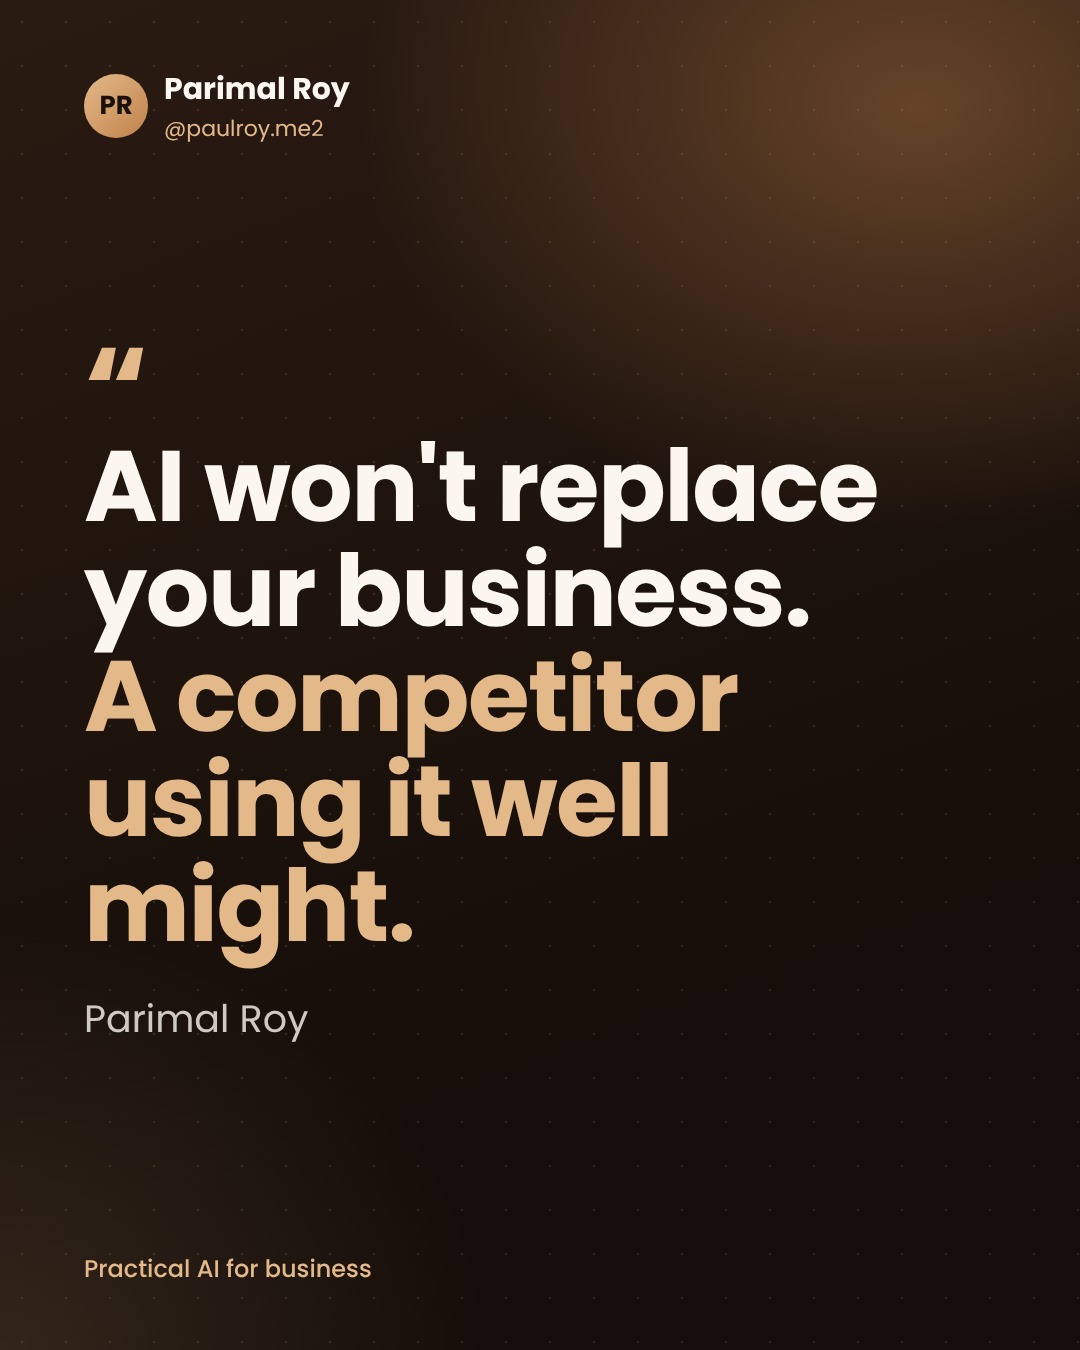 PR
Parimal Roy
@paulroy.me2
“
AI won't replace
your business.
A competitor
using it well
might.
Parimal Roy
Practical AI for business